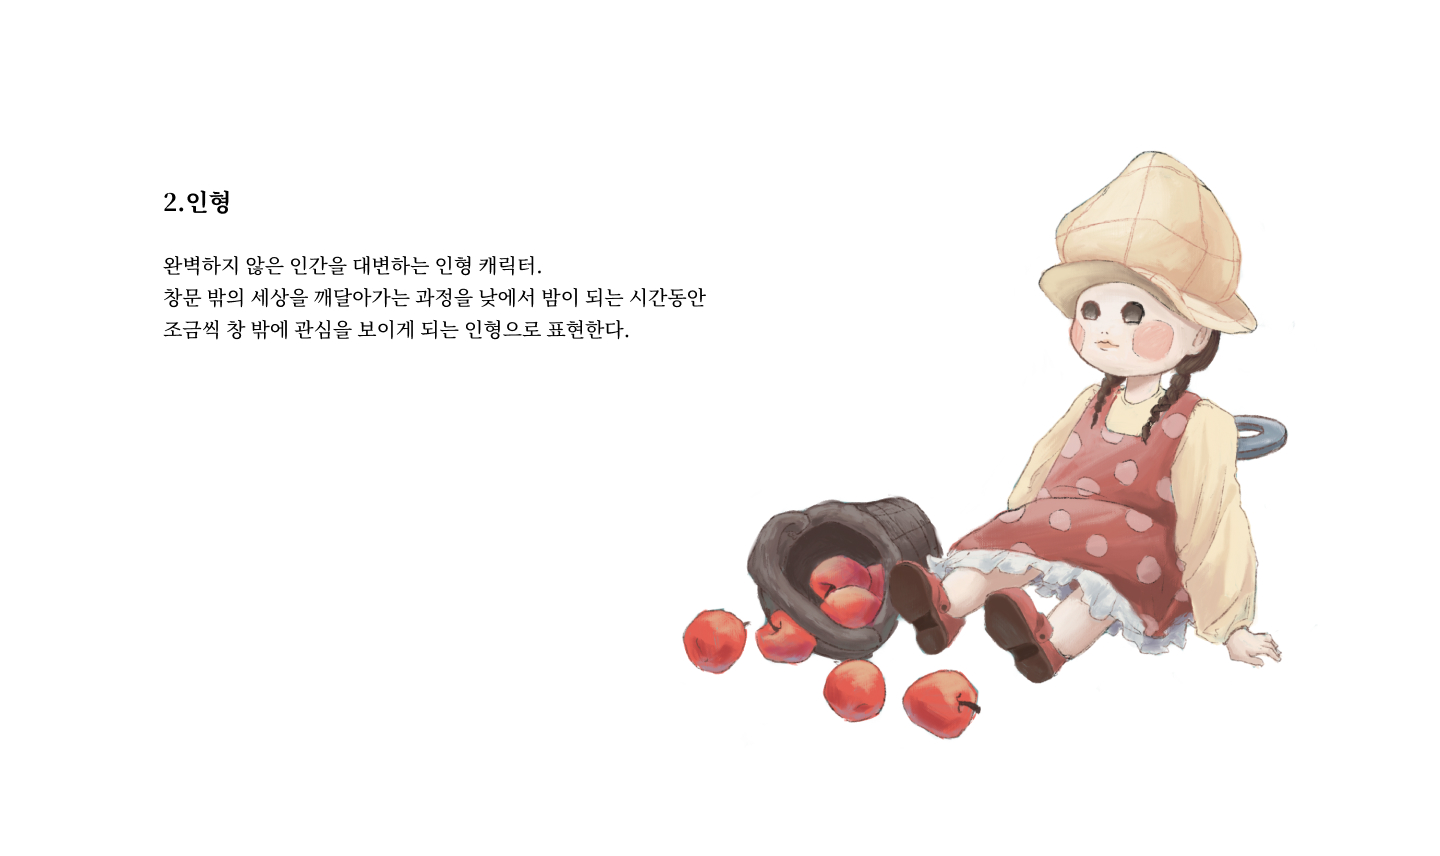 2.인형
완벽하지 않은 인간을 대변하는 인형 캐릭터.
창문 밖의 세상을 깨달아가는 과정을 낮에서 밤이 되는 시간동안
조금씩 창 밖에 관심을 보이게 되는 인형으로 표현한다.